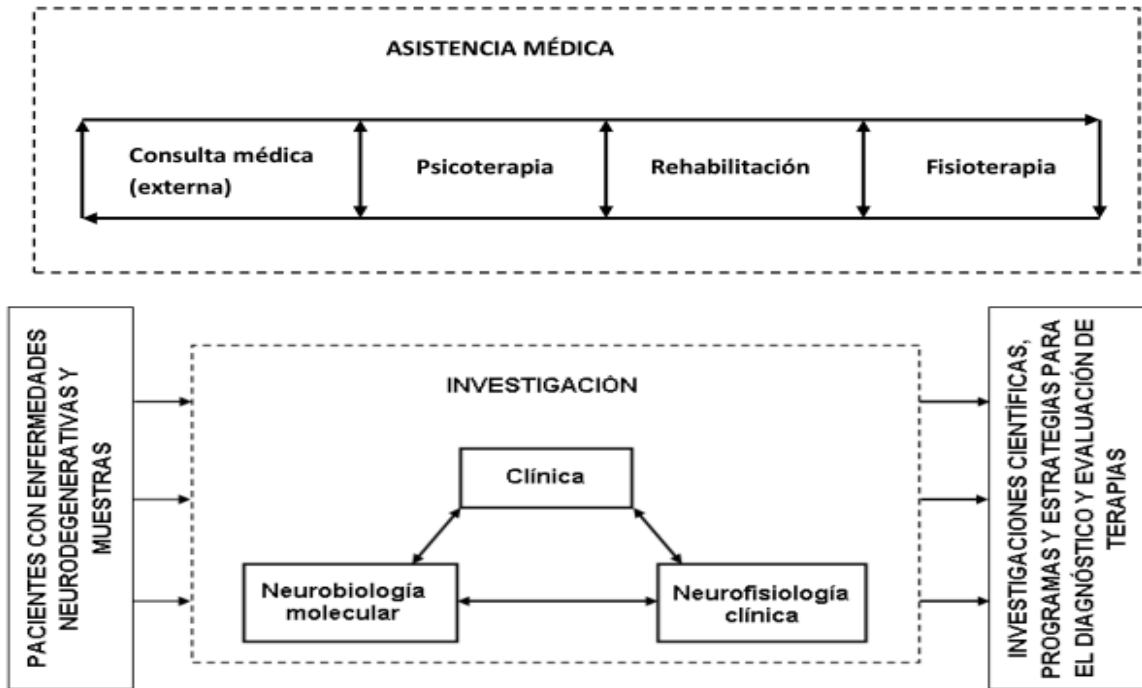 ASISTENCIA MÉDICA
Consulta médica
(externa)
Psicoterapia
Rehabilitación
Fisioterapia
PACIENTES CON ENFERMEDADES
NEURODEGENERATIVAS Y
MUESTRAS
INVESTIGACIÓN
Clínica
Neurobiología
molecular
Neurofisiología
clínica
INVESTIGACIONES CIENTÍFICAS,
PROGRAMAS Y ESTRATEGIAS PARA
EL DIAGNÓSTICO Y EVALUACIÓN DE
TERAPIAS